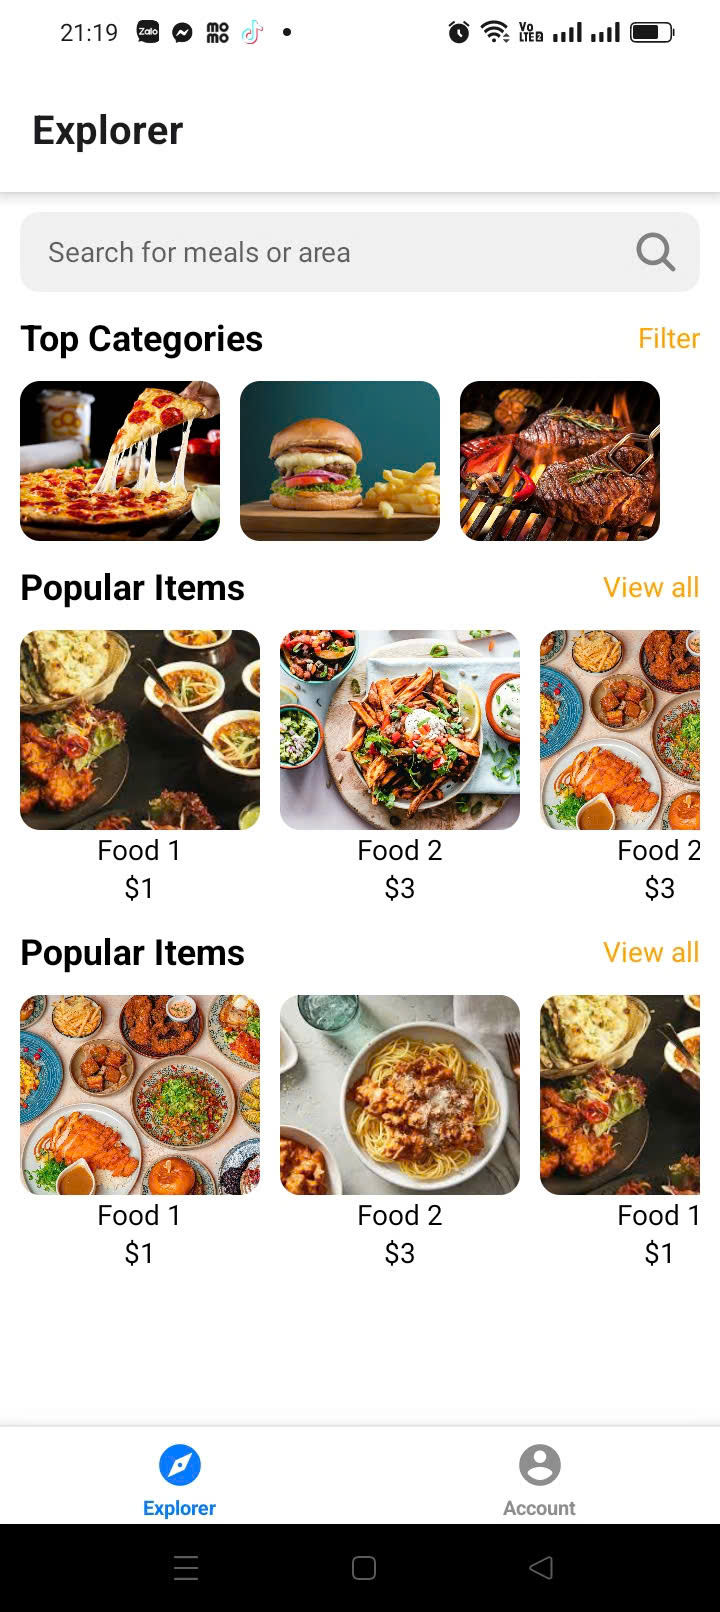 21:19 Zalo mo mo Vo LTE 2
Explorer
Search for meals or area
Top Categories Filter
Popular Items View all
Food 1 Food 2 Food 2
$1 $3 $3
Popular Items View all
Food 1 Food 2 Food 1
$1 $3 $1
Explorer Account